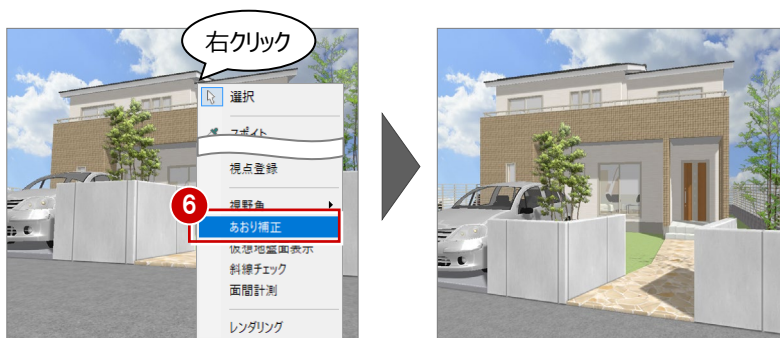 右クリック
選択
スポイト
視点登録
視野角
6
あおり補正
仮想地盤面表示
斜線チェック
面間計測
レンダリング